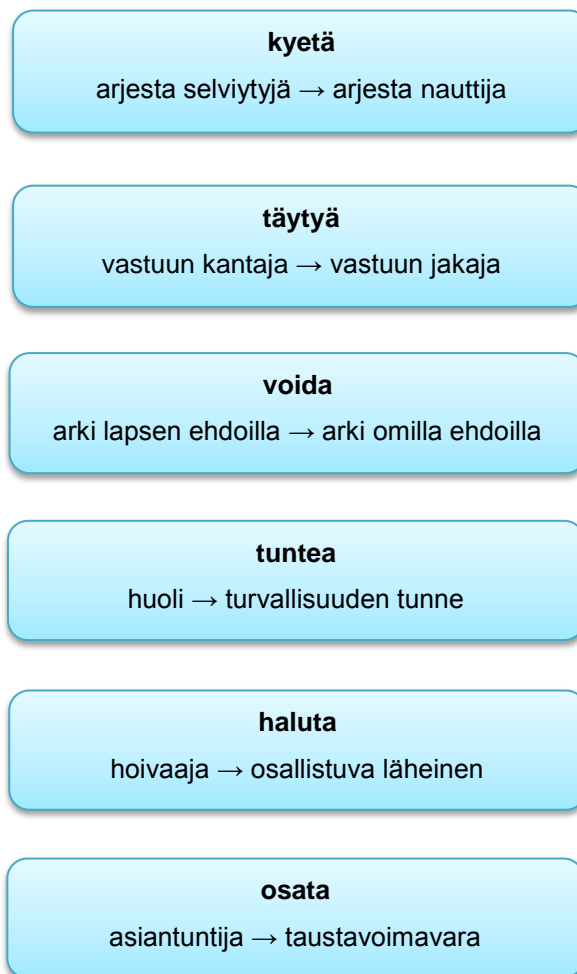 kyetä
arjesta selviytyjä → arjesta nauttija
täytyä
vastuun kantaja → vastuun jakaja
voida
arki lapsen ehdoilla → arki omilla ehdoilla
tuntea
huoli → turvallisuuden tunne
haluta
hoivaaja → osallistuva läheinen
osata
asiantuntija → taustavoimavara